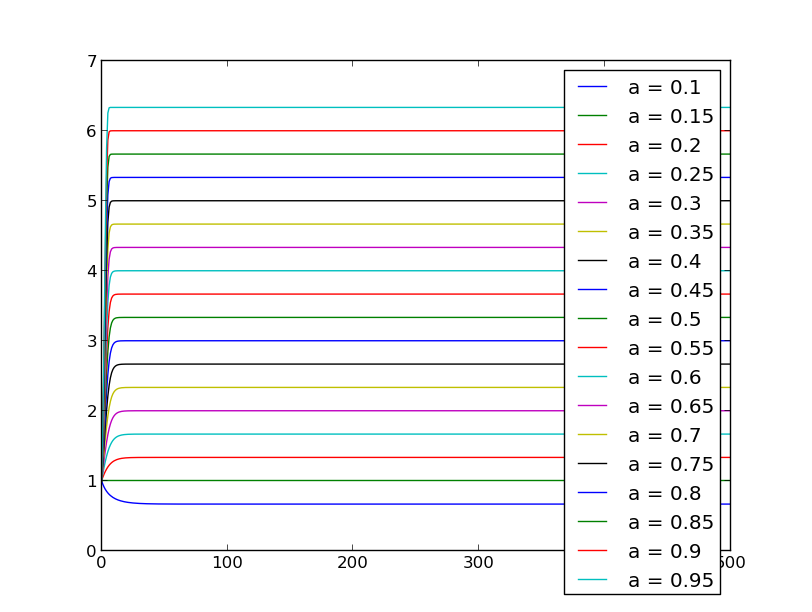 7
6
5
4
3
2
1
0
0
100
200
300
500
a = 0.1
a = 0.15
a = 0.2
a = 0.25
a = 0.3
a = 0.35
a = 0.4
a = 0.45
a = 0.5
a = 0.55
a = 0.6
a = 0.65
a = 0.7
a = 0.75
a = 0.8
a = 0.85
a = 0.9
a = 0.95